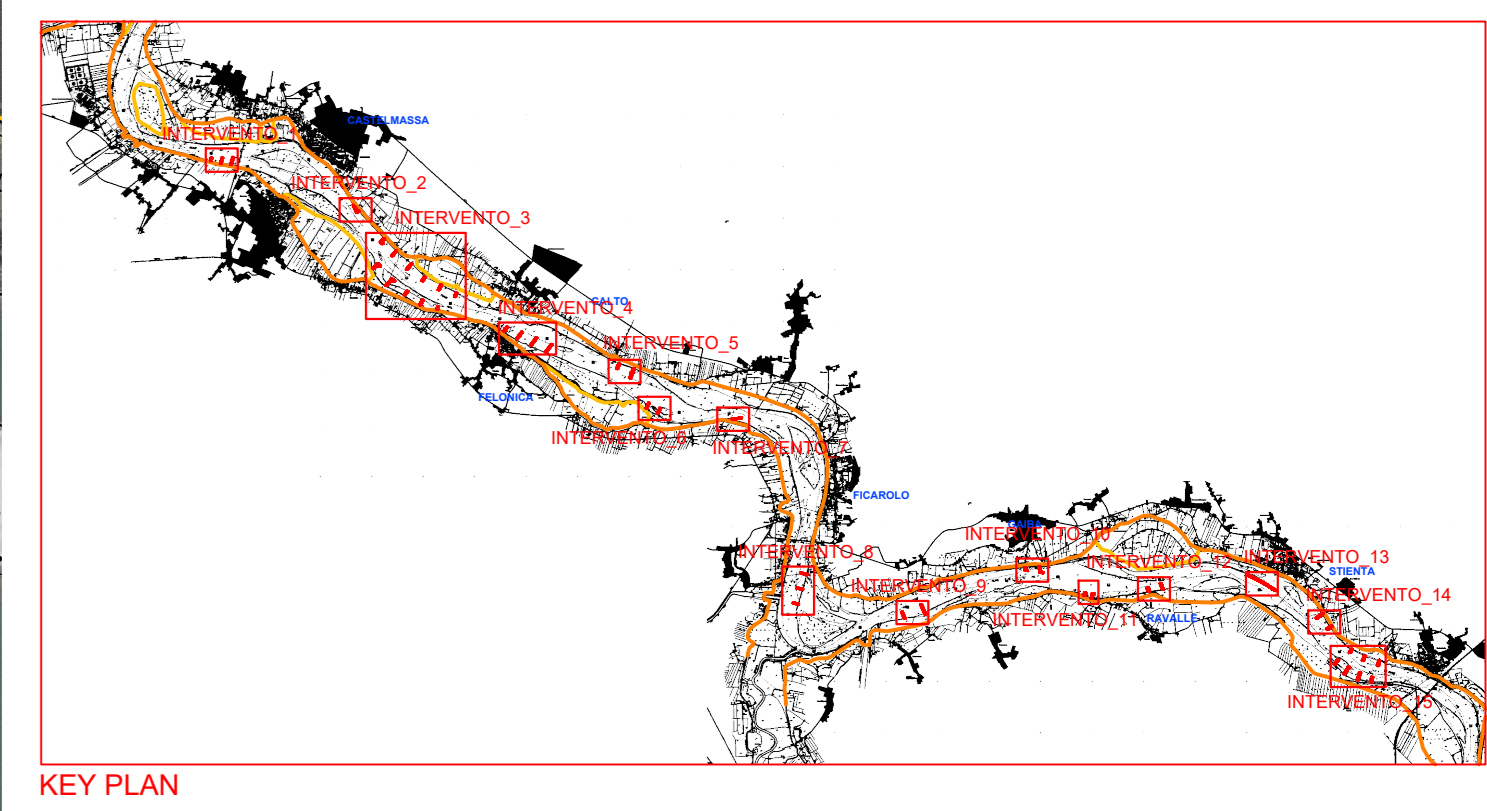 CASTELMASSA
INTERVENTO_1
INTERVENTO_2
INTERVENTO_3
CALTO
INTERVENTO_4
INTERVENTO_5
FELONICA
INTERVENTO_6
INTERVENTO_7
FICAROLO
GAIBA
INTERVENTO_10
INTERVENTO_8
INTERVENTO_13
INTERVENTO_12
STIENTA
INTERVENTO_9
INTERVENTO_14
INTERVENTO_11
RAVALLE
INTERVENTO_15
KEY PLAN